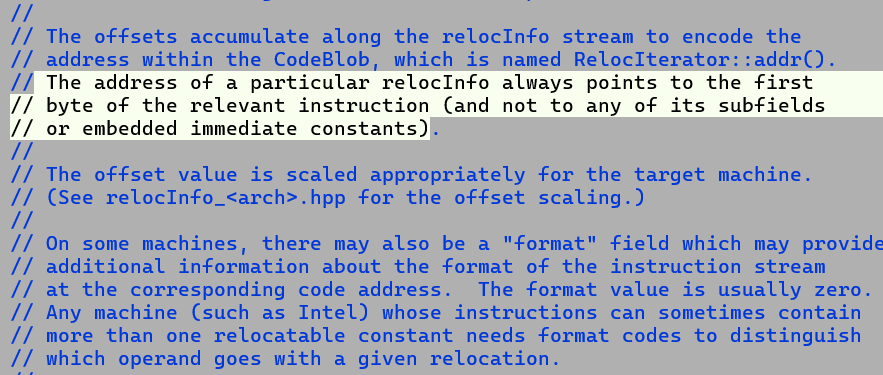 //
// The offsets accumulate along the relocInfo stream to encode the
// address within the CodeBlob, which is named RelocIterator::addr().
// The address of a particular relocInfo always points to the first
// byte of the relevant instruction (and not to any of its subfields
// or embedded immediate constants).
//
// The offset value is scaled appropriately for the target machine.
// (See relocInfo_<arch>.hpp for the offset scaling.)
//
// On some machines, there may also be a "format" field which may provide
// additional information about the format of the instruction stream
// at the corresponding code address.  The format value is usually zero.
// Any machine (such as Intel) whose instructions can sometimes contain
// more than one relocatable constant needs format codes to distinguish
// which operand goes with a given relocation.
//